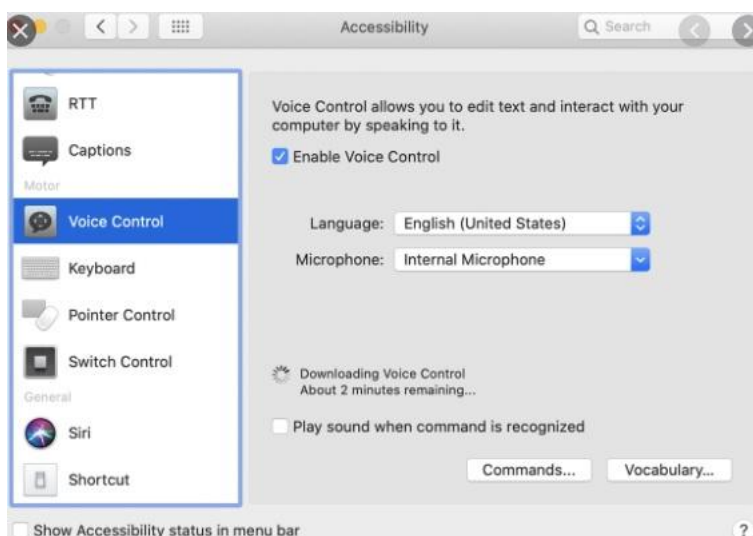 Accessibility
Search
RTT
Captions
Motor
Voice Control
Keyboard
Pointer Control
Switch Control
General
Siri
Shortcut
Voice Control allows you to edit text and interact with your
computer by speaking to it.
Enable Voice Control
Language: English (United States)
Microphone: Internal Microphone
Downloading Voice Control
About 2 minutes remaining...
Play sound when command is recognized
Commands... Vocabulary...
Show Accessibility status in menu bar
?